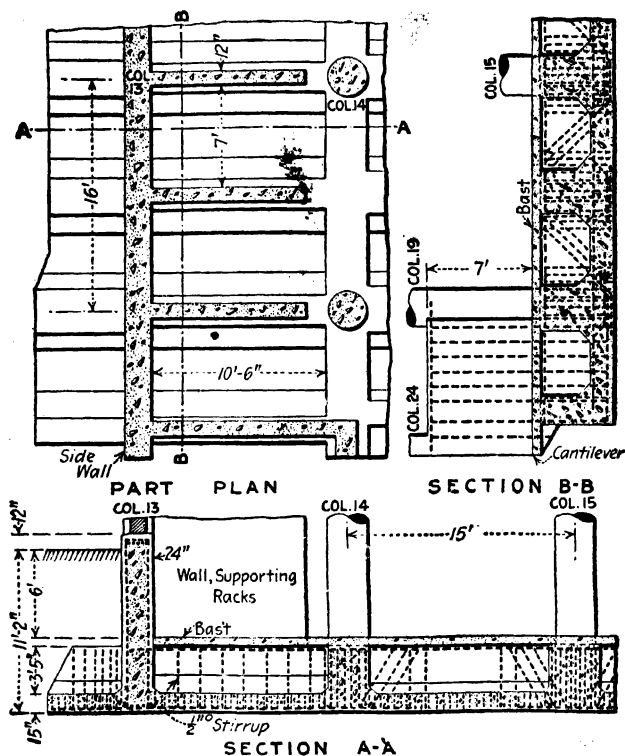 B
12"
COL.
13
COL.14
A
A
16'
7'
10'-6"
Side
Wall
B
PART PLAN
COL.15
Bast
COL.19
7'
COL.24
Cantilever
SECTION B-B
COL.13
COL.14
COL.15
12"
24"
15'
Wall, Supporting
Racks
6'
11'-2"
Bast
3'-5"
15"
1/2"° Stirrup
SECTION A-A